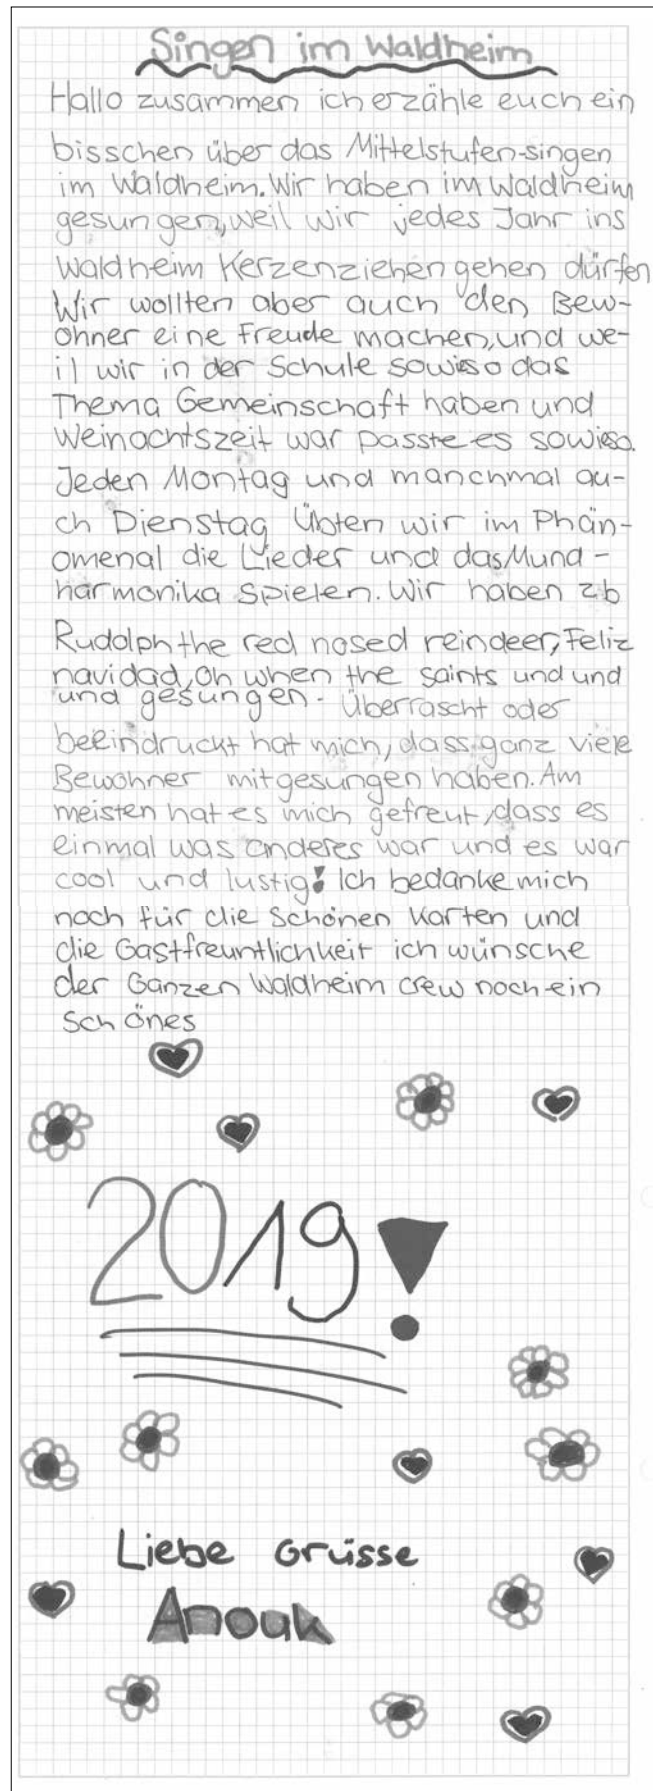 Singen im Waldheim
Hallo zusammen ich erzähle euch ein
bisschen über das Mittelstufen-singen
im Waldheim. Wir haben im Waldheim
gesungen, weil wir jedes Jahr ins
Waldheim Kerzenziehen gehen dürfen
Wir wollten aber auch den Bew-
ohner eine Freude machen, und we-
il wir in der Schule sowieso das
Thema Gemeinschaft haben und
Weinachtszeit war passte es sowieso.
Jeden Montag und manchmal au-
ch Dienstag Übten wir im Phän-
omenal die Lieder und das Mund-
harmonika spielen. Wir haben zb
Rudolph the red nosed reindeer, Feliz
navidad, Oh when the saints und und
und gesungen. Überrascht oder
beeindruckt hat mich, dass ganz viele
Bewohner mitgesungen haben. Am
meisten hat es mich gefreut, dass es
einmal was anderes war und es war
cool und lustig! Ich bedanke mich
noch für die Schönen Karten und
die Gastfreuntlichkeit ich wünsche
der Ganzen Waldheim crew noch ein
Schönes
2019!
Liebe Grüsse
Anouk